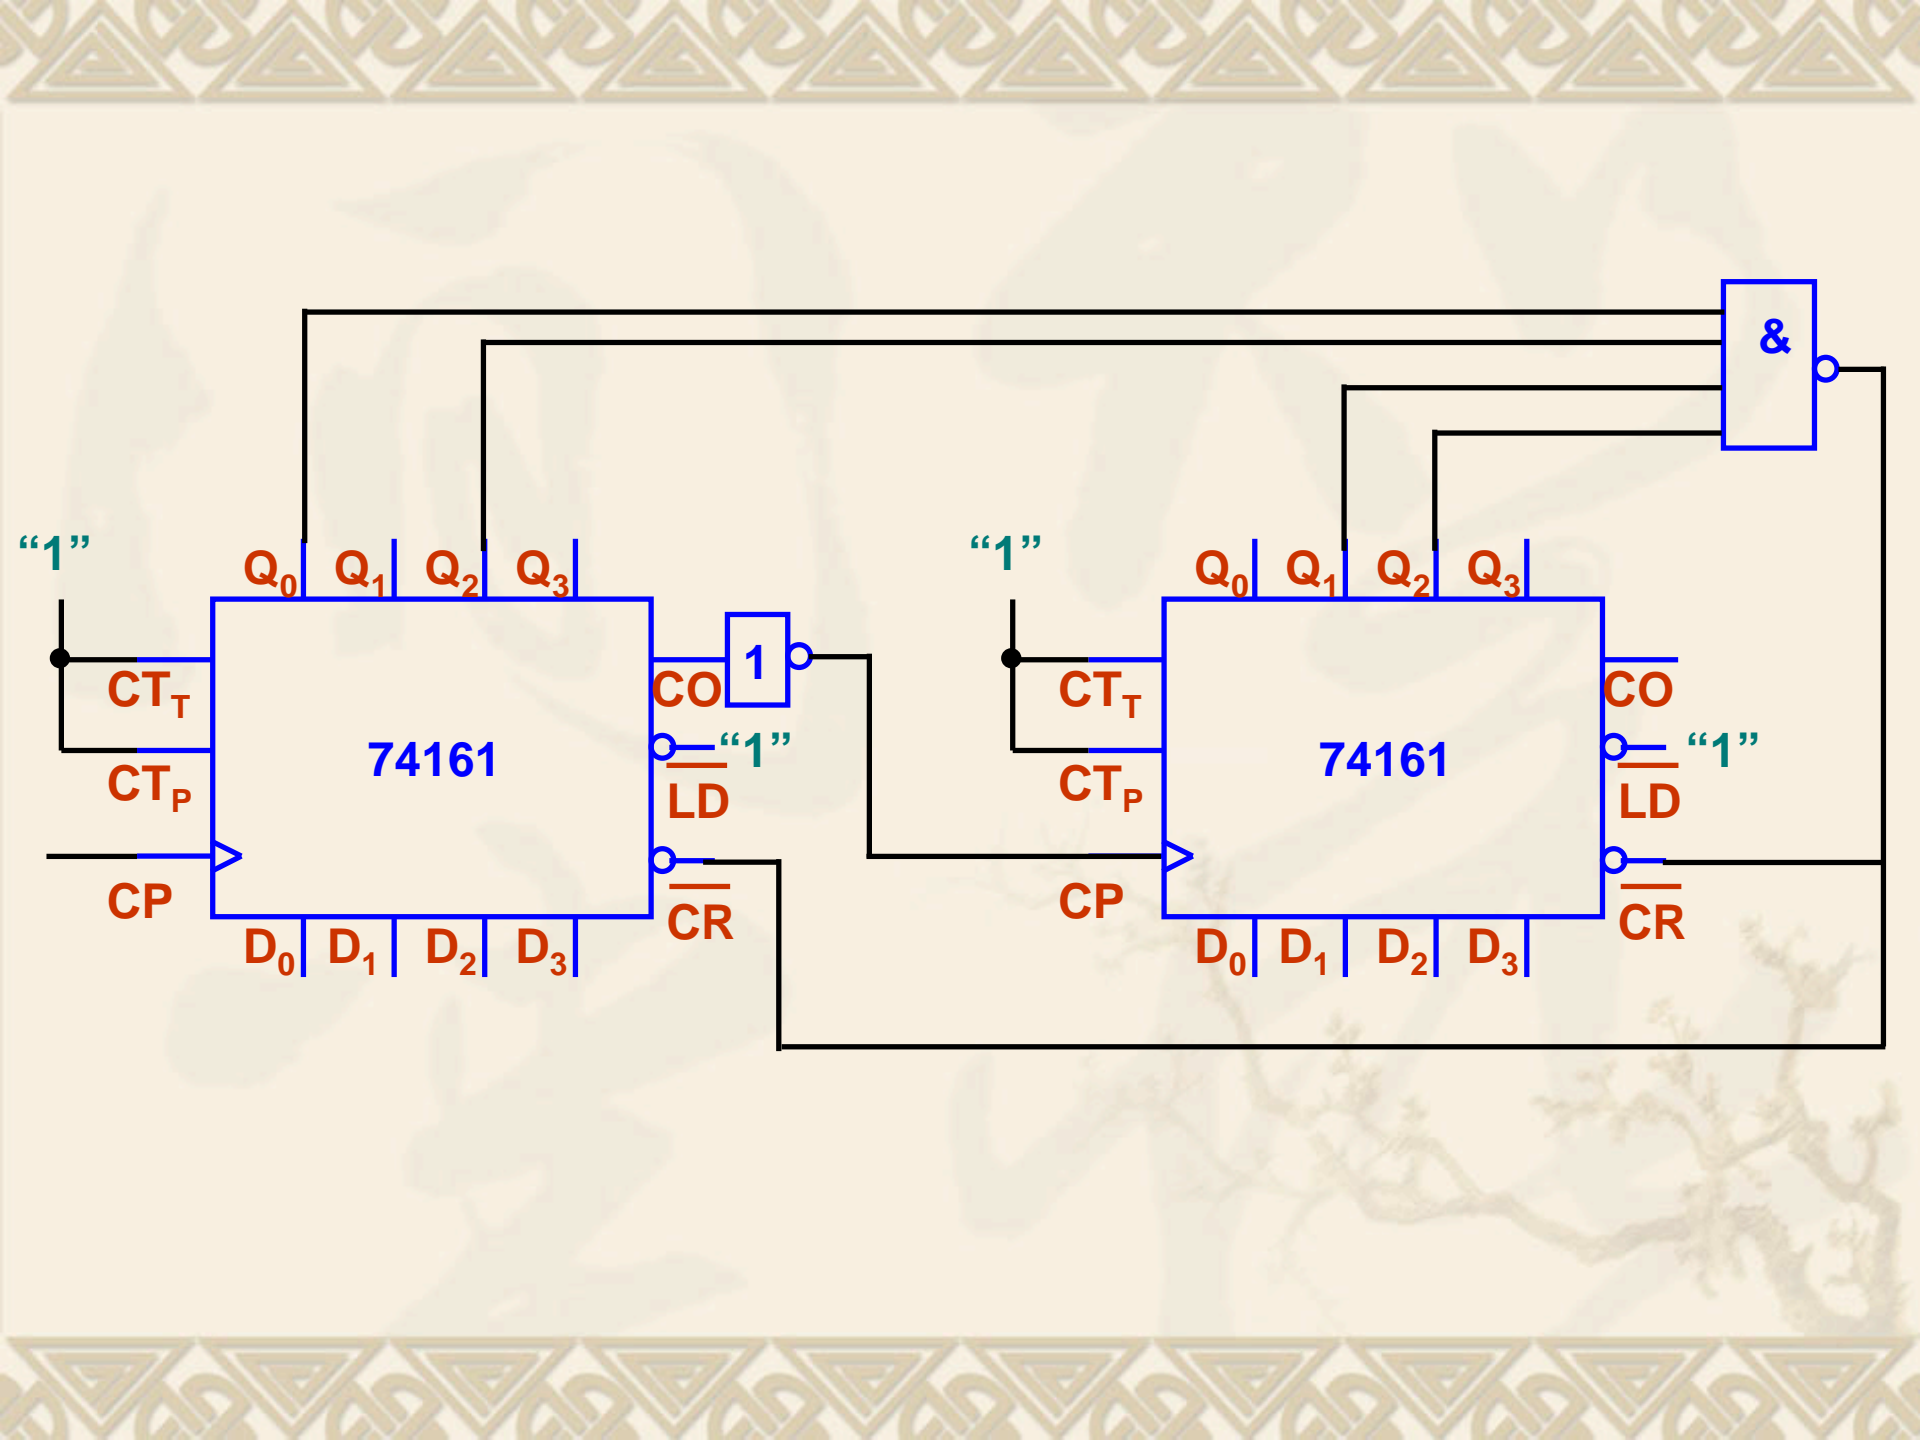 &
“1”
Q0 Q1 Q2 Q3
“1”
Q0 Q1 Q2 Q3
CTT
CO
1
CTT
CO
74161
“1”
74161
“1”
CTP
LD
CTP
LD
CP
CR
CP
CR
D0 D1 D2 D3
D0 D1 D2 D3